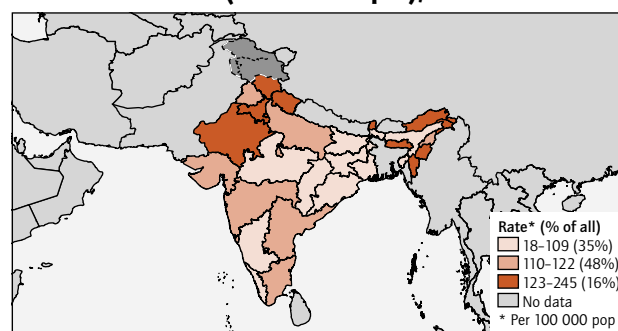 Rate* (% of all)
18–109 (35%)
110–122 (48%)
123–245 (16%)
No data
* Per 100 000 pop